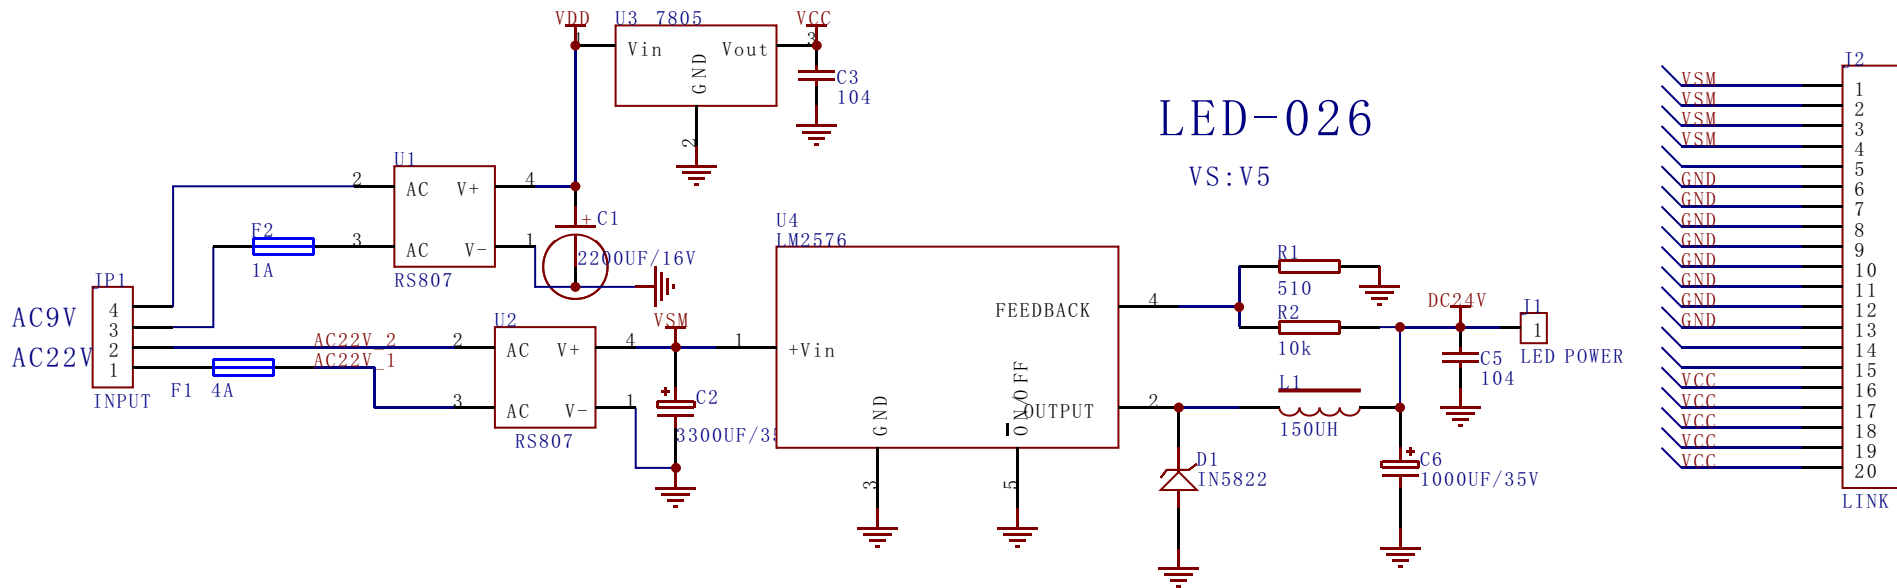 VDD
U3 7805
VCC
1
Vin
Vout
3
GND
2
C3
104
LED-026
VS:V5
U1
2
AC
V+
4
F2
3
AC
V-
1
1A
RS807
+
C1
2200UF/16V
JP1
4
3
2
1
INPUT
AC9V
AC22V
AC22V_2
AC22V_1
F1 4A
U2
2
AC
V+
4
3
AC
V-
1
RS807
VSM
+
C2
3300UF/35
U4
LM2576
1
+Vin
FEEDBACK
4
GND
3
ON/OFF
5
OUTPUT
2
R1
510
R2
10k
L1
150UH
D1
IN5822
+
C6
1000UF/35V
DC24V
C5
104
J1
1
LED POWER
J2
VSM 1
VSM 2
VSM 3
VSM 4
5
GND 6
GND 7
GND 8
GND 9
GND 10
GND 11
GND 12
GND 13
14
15
VCC 16
VCC 17
VCC 18
VCC 19
VCC 20
LINK